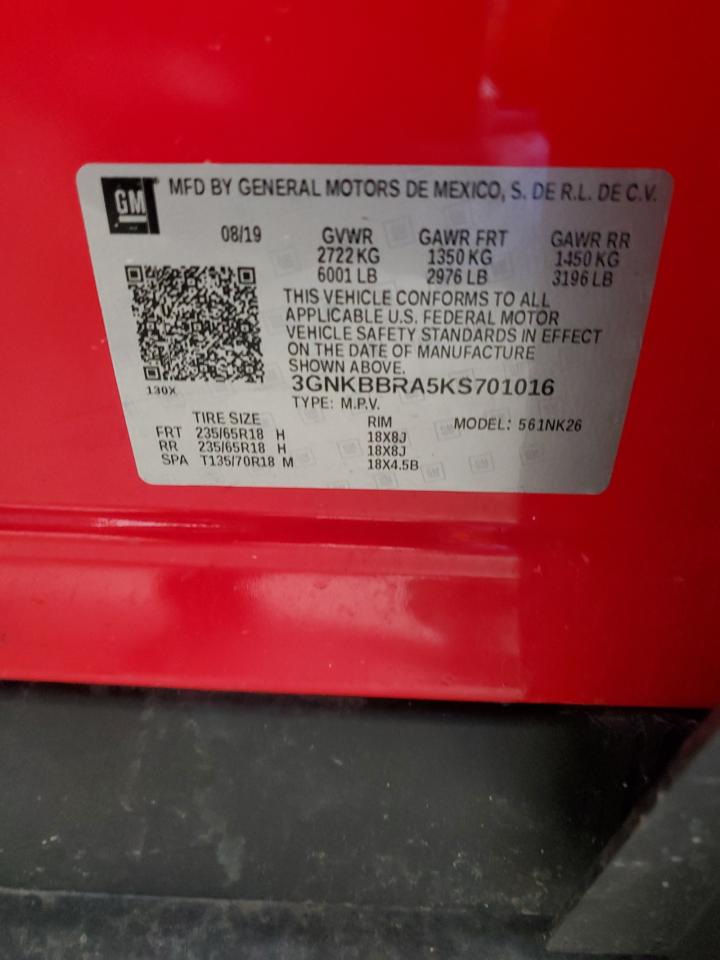 GM
MFD BY GENERAL MOTORS DE MEXICO, S. DE R.L. DE C.V.
08/19 GVWR GAWR FRT GAWR RR
2722 KG 1350 KG 1450 KG
6001 LB 2976 LB 3196 LB
THIS VEHICLE CONFORMS TO ALL
APPLICABLE U.S. FEDERAL MOTOR
VEHICLE SAFETY STANDARDS IN EFFECT
ON THE DATE OF MANUFACTURE
SHOWN ABOVE.
130X 3GNKBBRA5KS701016
TYPE: M.P.V.
TIRE SIZE RIM MODEL: 561NK26
FRT 235/65R18 H 18X8J
RR 235/65R18 H 18X8J
SPA T135/70R18 M 18X4.5B